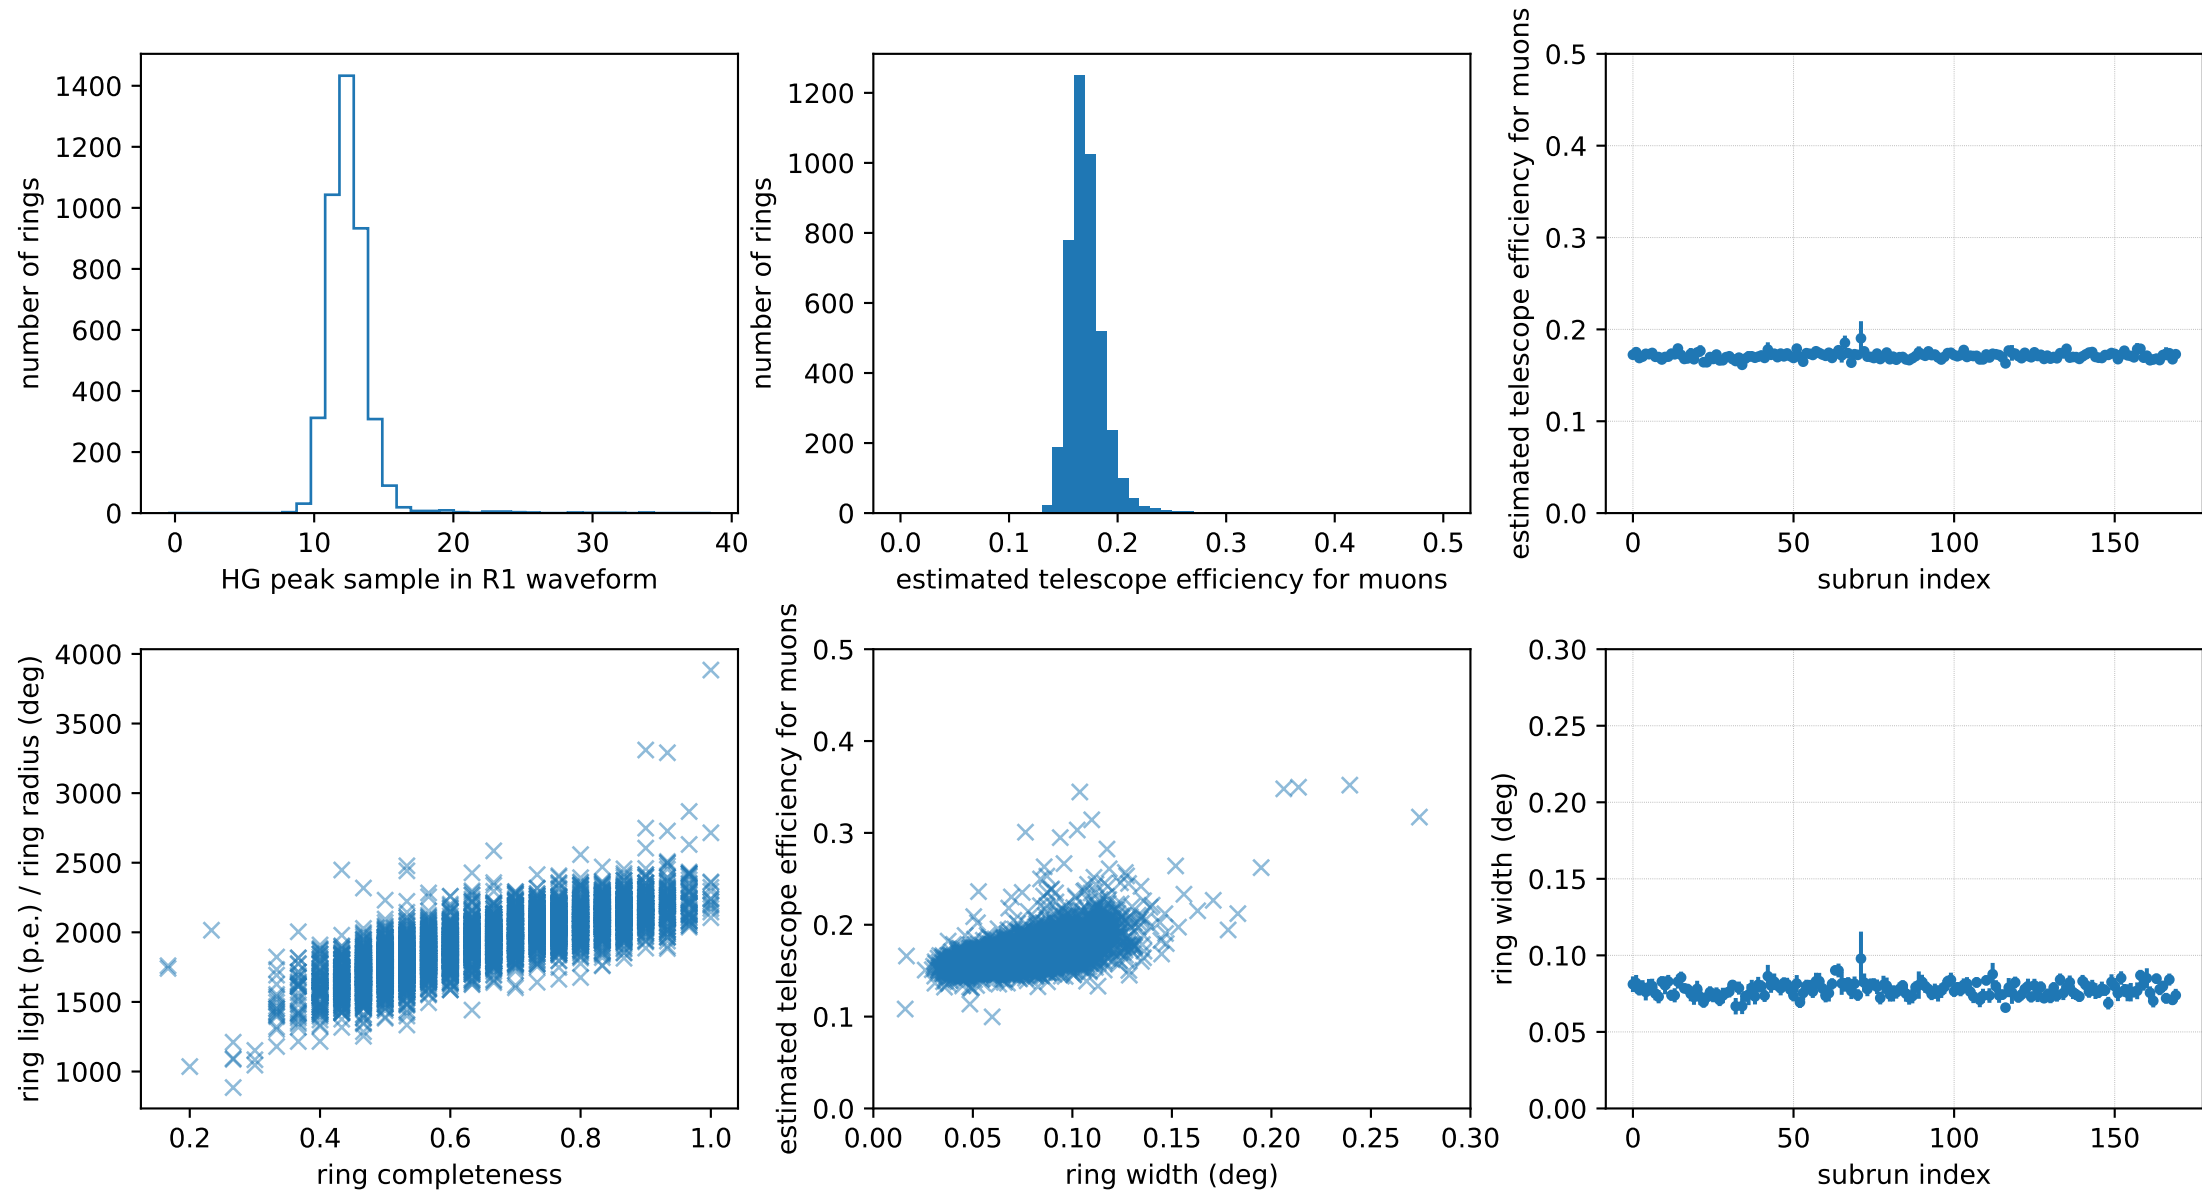 number of rings
1400
1200
1000
800
600
400
200
0
0 10 20 30 40
HG peak sample in R1 waveform
number of rings
1200
1000
800
600
400
200
0
0.0 0.1 0.2 0.3 0.4 0.5
estimated telescope efficiency for muons
estimated telescope efficiency for muons
0.5
0.4
0.3
0.2
0.1
0.0
0 50 100 150
subrun index
ring light (p.e.) / ring radius (deg)
4000
3500
3000
2500
2000
1500
1000
0.2 0.4 0.6 0.8 1.0
ring completeness
estimated telescope efficiency for muons
0.5
0.4
0.3
0.2
0.1
0.0
0.00 0.05 0.10 0.15 0.20 0.25 0.30
ring width (deg)
ring width (deg)
0.30
0.25
0.20
0.15
0.10
0.05
0.00
0 50 100 150
subrun index